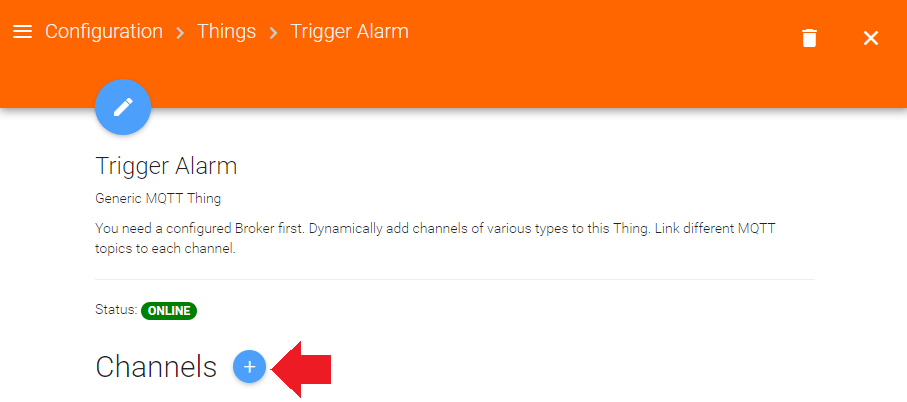 Configuration > Things > Trigger Alarm
Trigger Alarm
Generic MQTT Thing
You need a configured Broker first. Dynamically add channels of various types to this Thing. Link different MQTT
topics to each channel.
Status: ONLINE
Channels +